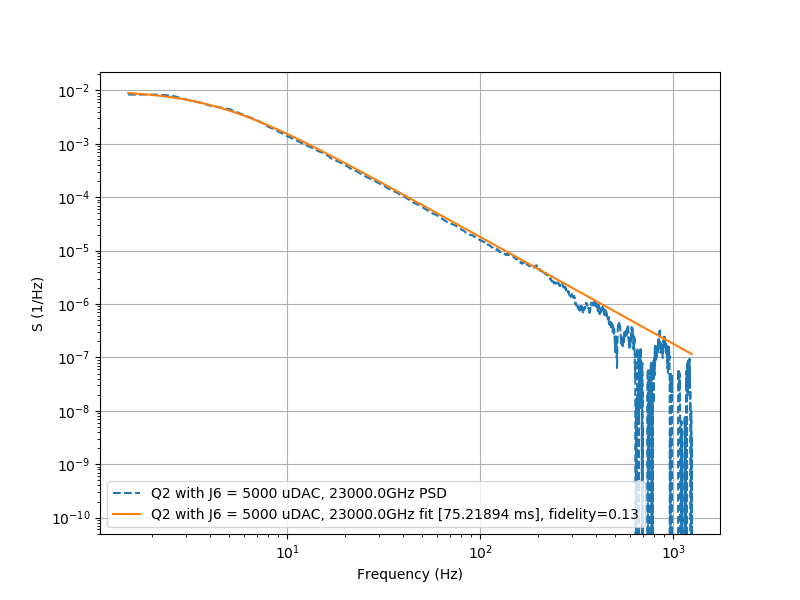 10⁻²
10⁻³
10⁻⁴
10⁻⁵
10⁻⁶
10⁻⁷
10⁻⁸
10⁻⁹
10⁻¹⁰
S (1/Hz)
Q2 with J6 = 5000 uDAC, 23000.0GHz PSD
Q2 with J6 = 5000 uDAC, 23000.0GHz fit [75.21894 ms], fidelity=0.13
10¹ 10² 10³
Frequency (Hz)